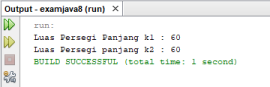 Output - examjava8 (run) x
run:
Luas Persegi Panjang k1 : 60
Luas Persegi panjang k2 : 60
BUILD SUCCESSFUL (total time: 1 second)